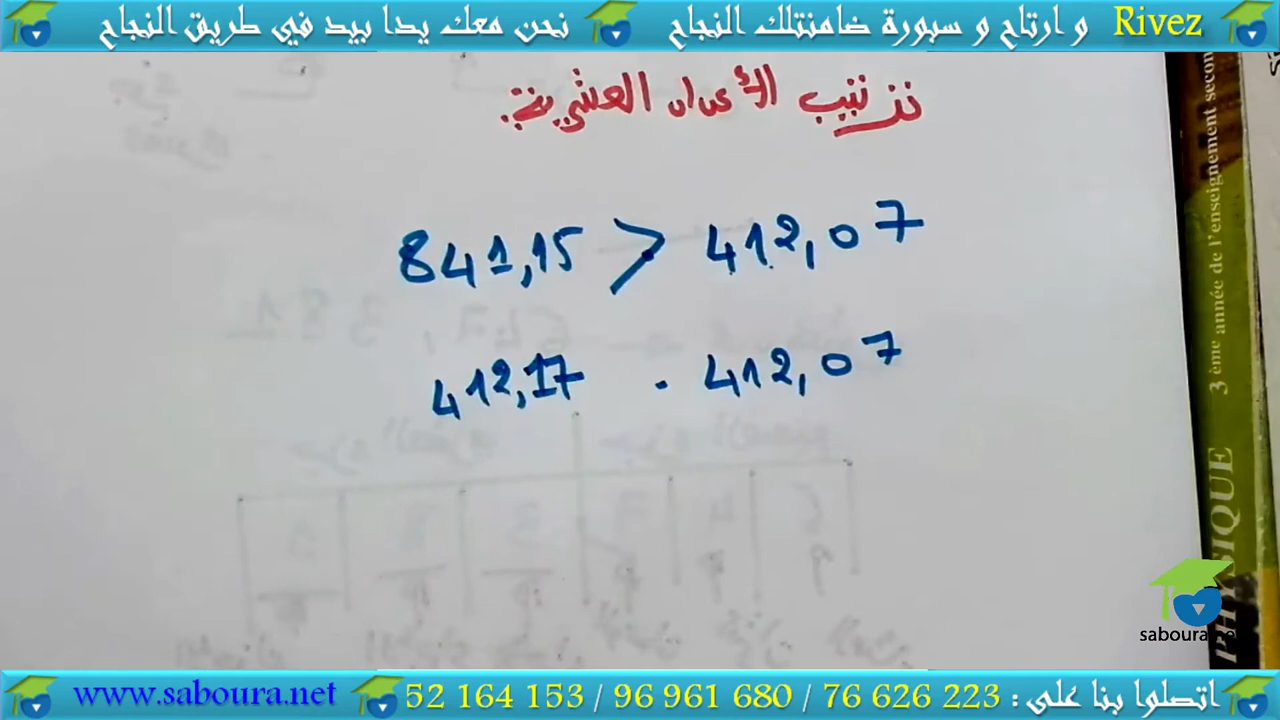 نحن معك يدا بيد في طريق النجاح
Rivez و ارتاح و سبورة ضامنتلك النجاح
ترتيب الأعداد العشرية:
841,15 > 412,07
412,17 . 412,07
3 ème année de l'enseignement secon
PHYSIQUE
saboura.ne
www.saboura.net
اتصلوا بنا على : 52 164 153 / 96 961 680 / 76 626 223